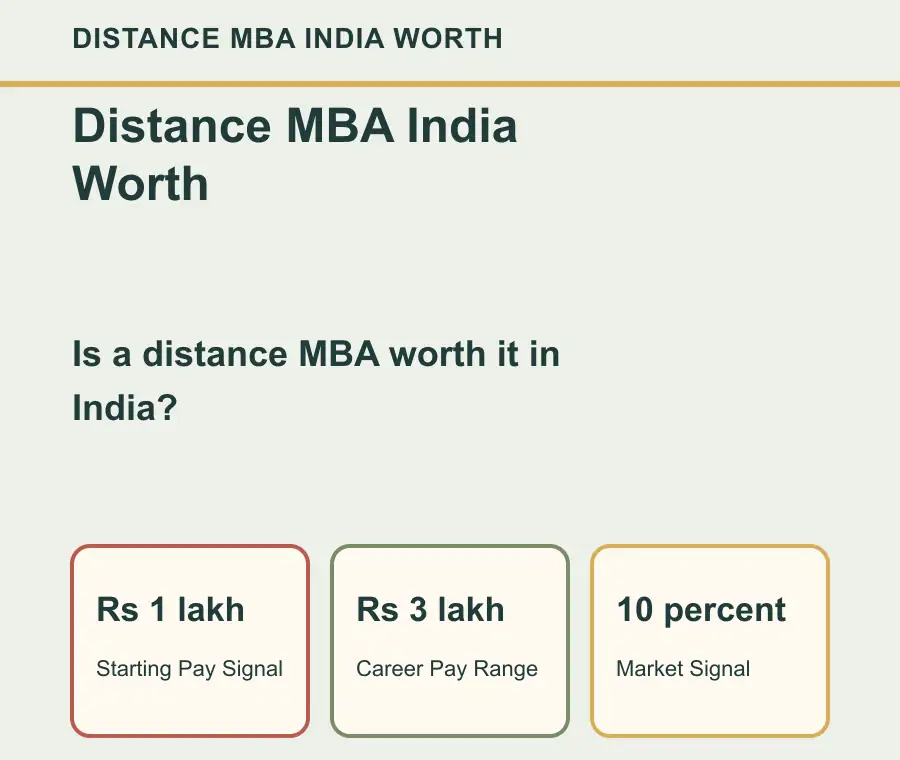 DISTANCE MBA INDIA WORTH
Distance MBA India
Worth
Is a distance MBA worth it in
India?
Rs 1 lakh
Starting Pay Signal
Rs 3 lakh
Career Pay Range
10 percent
Market Signal